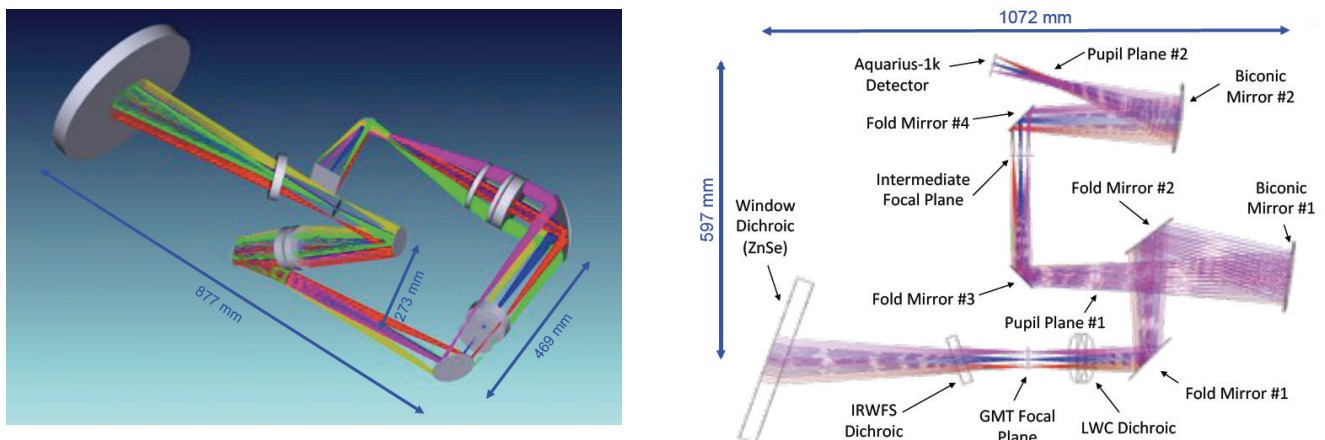 877 mm
273 mm
469 mm
1072 mm
597 mm
Aquarius-1k
Detector
Pupil Plane #2
Biconic
Mirror #2
Fold Mirror #4
Intermediate
Focal Plane
Fold Mirror #2
Biconic
Mirror #1
Window
Dichroic
(ZnSe)
Fold Mirror #3
Pupil Plane #1
Fold Mirror #1
IRWFS
Dichroic
GMT Focal
Plane
LWC Dichroic